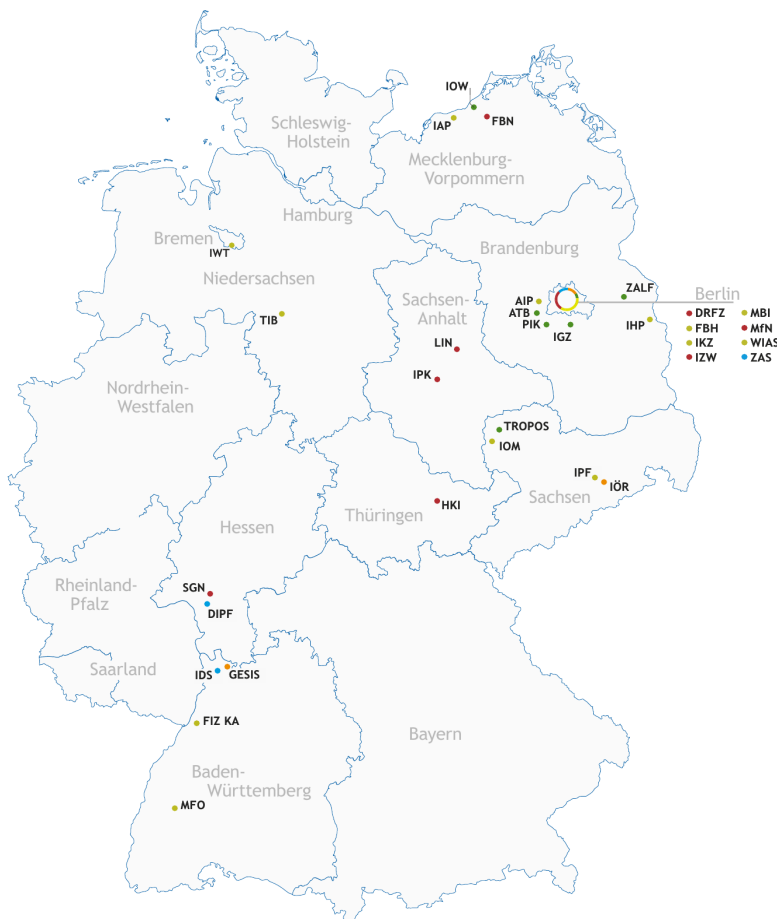 IOW
IAP
FBN
Schleswig-
Holstein
Mecklenburg-
Vorpommern
Hamburg
Bremen
IWT
Niedersachsen
TIB
Brandenburg
ZALF
Berlin
AIP
ATB
PIK
IGZ
IHP
DRFZ MBI
FBH MfN
IKZ WIAS
IZW ZAS
Sachsen-
Anhalt
LIN
IPK
Nordrhein-
Westfalen
TROPOS
IOM
IPF
IÖR
Sachsen
HKI
Thüringen
Hessen
SGN
DIPF
Rheinland-
Pfalz
Saarland
IDS
GESIS
FIZ KA
Bayern
Baden-
Württemberg
MFO